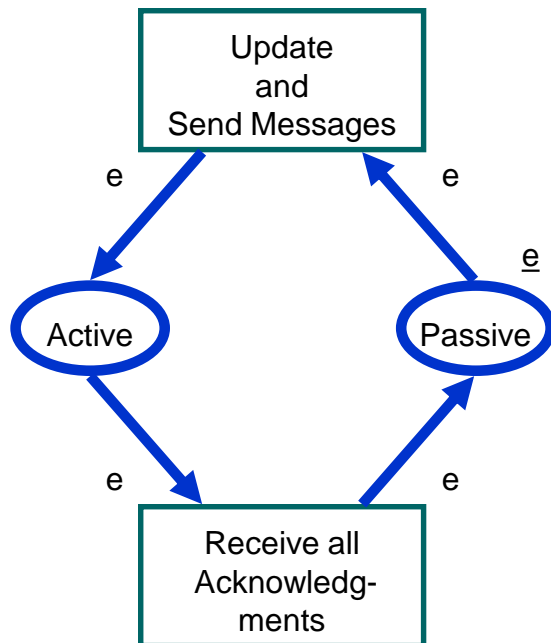 Update
and
Send Messages
e
e
e
Active
Passive
e
e
Receive all
Acknowledg-
ments